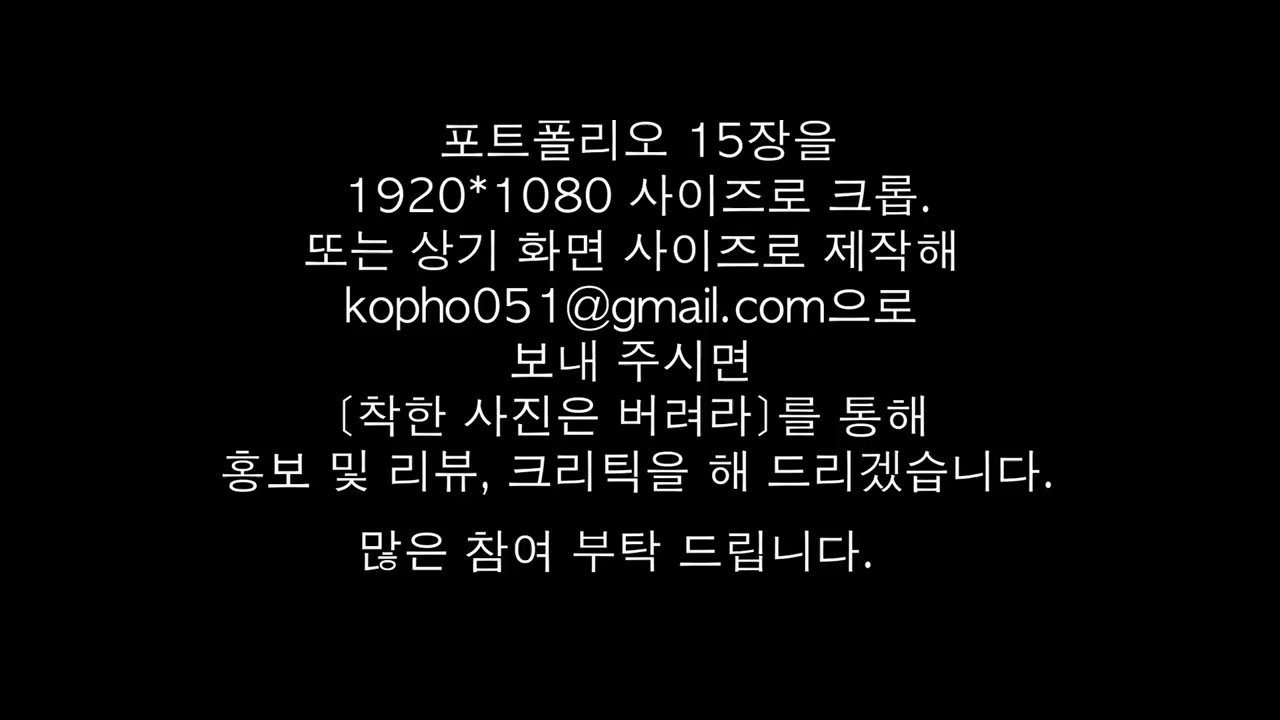 포트폴리오 15장을
1920*1080 사이즈로 크롭.
또는 상기 화면 사이즈로 제작해
kopho051@gmail.com으로
보내 주시면
〔착한 사진은 버려라〕를 통해
홍보 및 리뷰, 크리틱을 해 드리겠습니다.
많은 참여 부탁 드립니다.